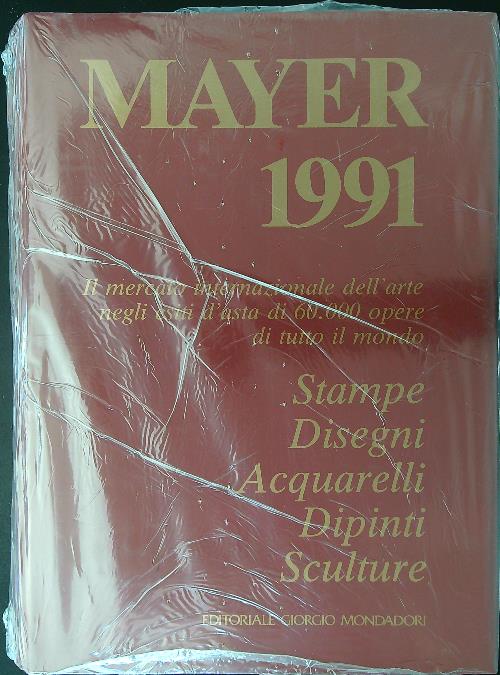 MAYER
1991
Il mercato internazionale dell'arte
negli esiti d'asta di 60.000 opere
di tutto il mondo
Stampe
Disegni
Acquarelli
Dipinti
Sculture
EDITORIALE GIORGIO MONDADORI